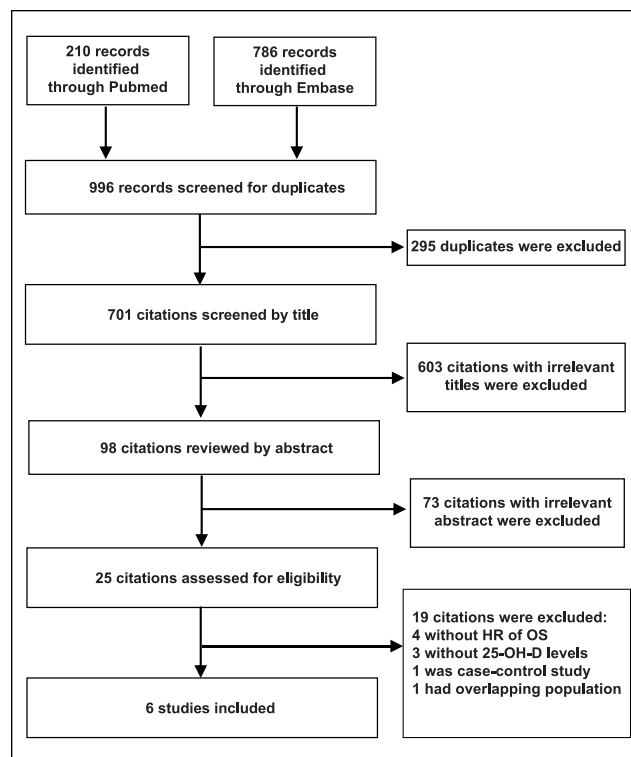 210 records
identified
through Pubmed
786 records
identified
through Embase
996 records screened for duplicates
295 duplicates were excluded
701 citations screened by title
603 citations with irrelevant
titles were excluded
98 citations reviewed by abstract
73 citations with irrelevant
abstract were excluded
25 citations assessed for eligibility
19 citations were excluded:
4 without HR of OS
3 without 25-OH-D levels
1 was case-control study
1 had overlapping population
6 studies included